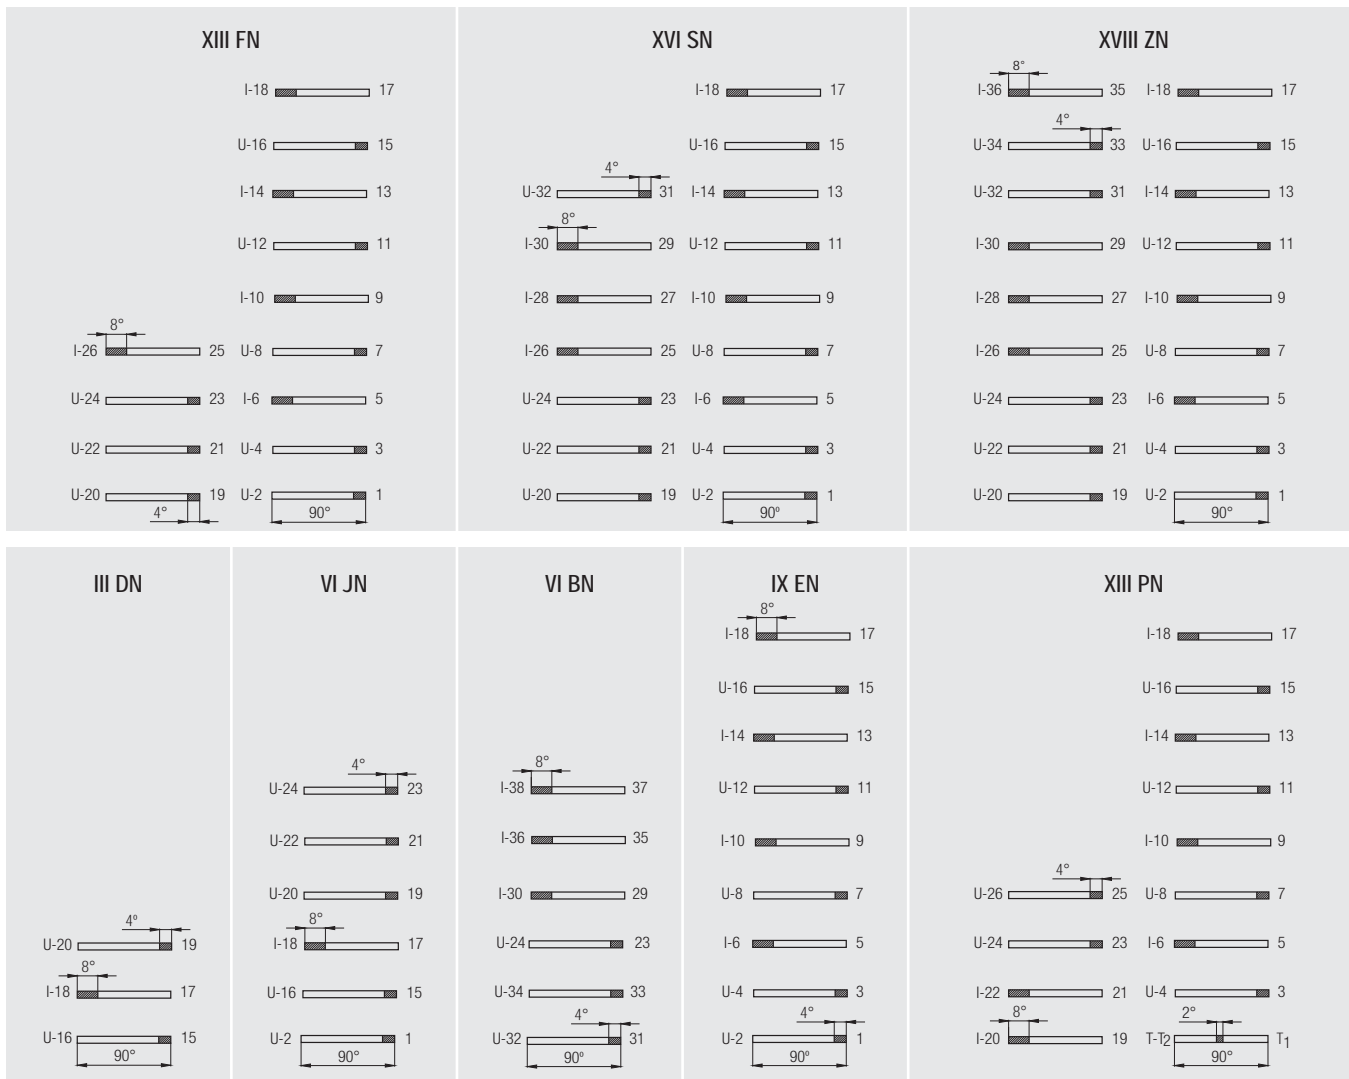 XIII FN
I-18 17
U-16 15
I-14 13
U-12 11
I-10 9
8°
I-26 25 U-8 7
U-24 23 I-6 5
U-22 21 U-4 3
U-20 19 U-2 1
4° 90°
XVI SN
I-18 17
U-16 15
4°
U-32 31 I-14 13
8°
I-30 29 U-12 11
I-28 27 I-10 9
I-26 25 U-8 7
U-24 23 I-6 5
U-22 21 U-4 3
U-20 19 U-2 1
90°
XVIII ZN
8°
I-36 35 I-18 17
4°
U-34 33 U-16 15
U-32 31 I-14 13
I-30 29 U-12 11
I-28 27 I-10 9
I-26 25 U-8 7
U-24 23 I-6 5
U-22 21 U-4 3
U-20 19 U-2 1
90°
III DN
4°
U-20 19
8°
I-18 17
U-16 15
90°
VI JN
4°
U-24 23
U-22 21
U-20 19
8°
I-18 17
U-16 15
U-2 1
90°
VI BN
8°
I-38 37
I-36 35
I-30 29
U-24 23
U-34 33
4°
U-32 31
90°
IX EN
8°
I-18 17
U-16 15
I-14 13
U-12 11
I-10 9
U-8 7
I-6 5
U-4 3
4°
U-2 1
90°
XIII PN
I-18 17
U-16 15
I-14 13
U-12 11
I-10 9
4°
U-26 25 U-8 7
U-24 23 I-6 5
I-22 21 U-4 3
8° 2°
I-20 19 T-T2 T1
90°